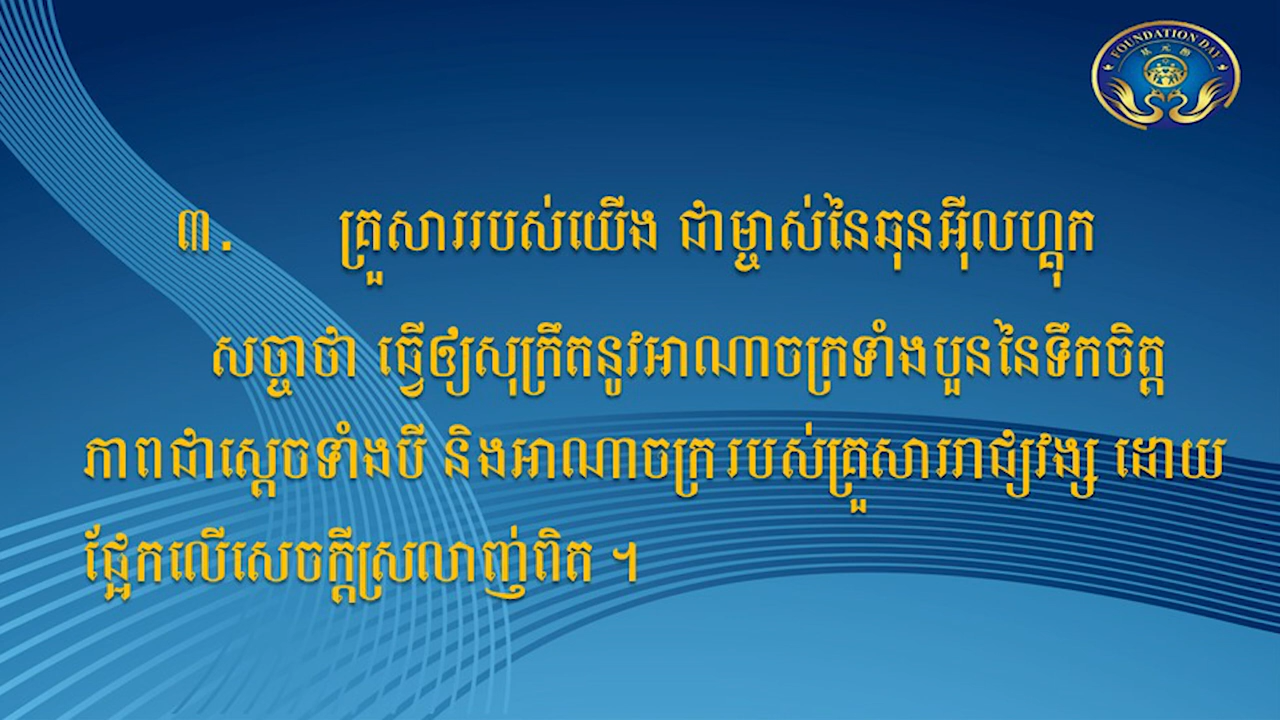 FOUNDATION DAY
៣. គ្រួសាររបស់យើង ជាម្ចាស់នៃឆុនអ៊ីលហ្គុក
សច្ចាថា ធ្វើឲ្យសុក្រឹតនូវអាណាចក្រទាំងបួននៃទឹកចិត្ត
ភាពជាស្តេចទាំងបី និងអាណាចក្រ របស់គ្រួសាររាជ្យវង្ស ដោយ
ផ្អែកលើសេចក្តីស្រលាញ់ពិត ។